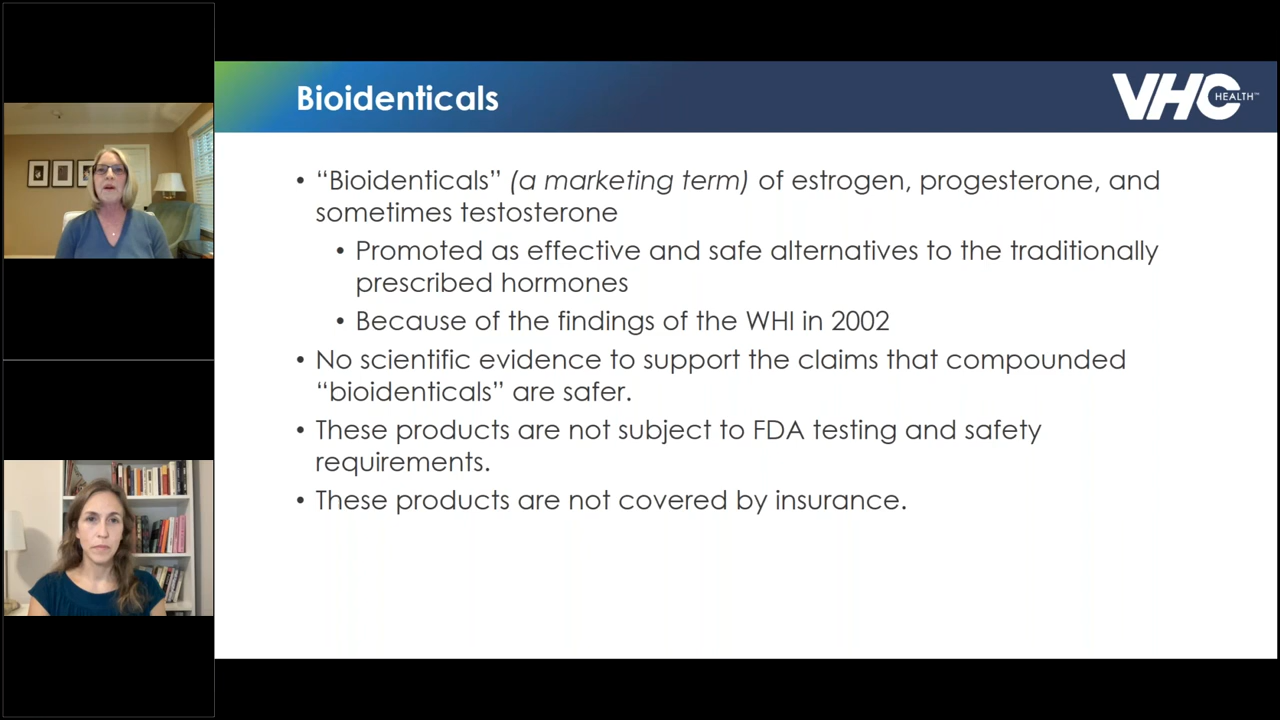 Bioidenticals
VHC
HEALTH™
• “Bioidenticals” (a marketing term) of estrogen, progesterone, and
sometimes testosterone
• Promoted as effective and safe alternatives to the traditionally
prescribed hormones
• Because of the findings of the WHI in 2002
• No scientific evidence to support the claims that compounded
“bioidenticals” are safer.
• These products are not subject to FDA testing and safety
requirements.
• These products are not covered by insurance.